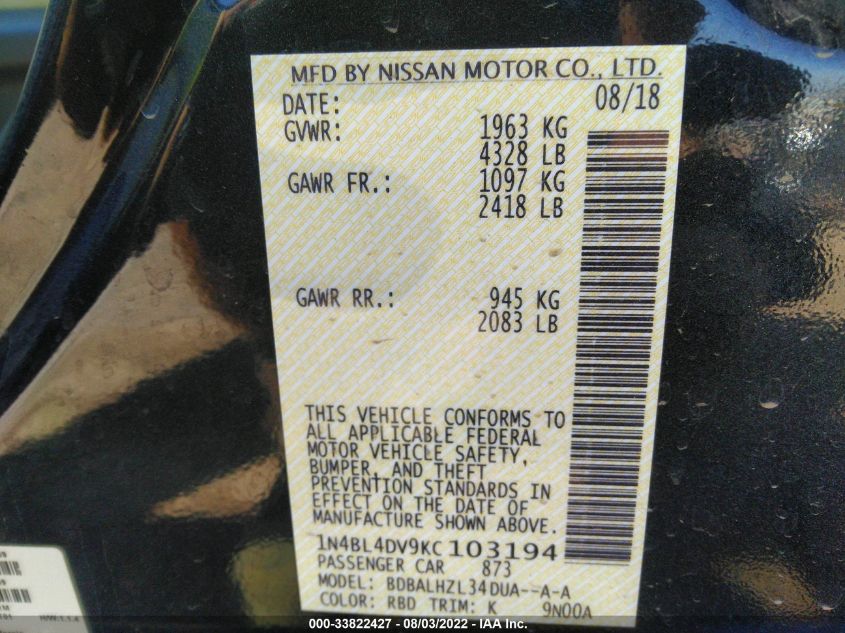 MFD BY NISSAN MOTOR CO., LTD.
DATE: 08/18
GVWR: 1963 KG
4328 LB
GAWR FR.: 1097 KG
2418 LB
GAWR RR.: 945 KG
2083 LB
THIS VEHICLE CONFORMS TO
ALL APPLICABLE FEDERAL
MOTOR VEHICLE SAFETY,
BUMPER, AND THEFT
PREVENTION STANDARDS IN
EFFECT ON THE DATE OF
MANUFACTURE SHOWN ABOVE.
1N4BL4DV9KC103194
PASSENGER CAR 873
MODEL: BDBALHZL34DUA--A-A
COLOR: RBD TRIM: K 9N00A
000-33822427 - 08/03/2022 - IAA Inc.